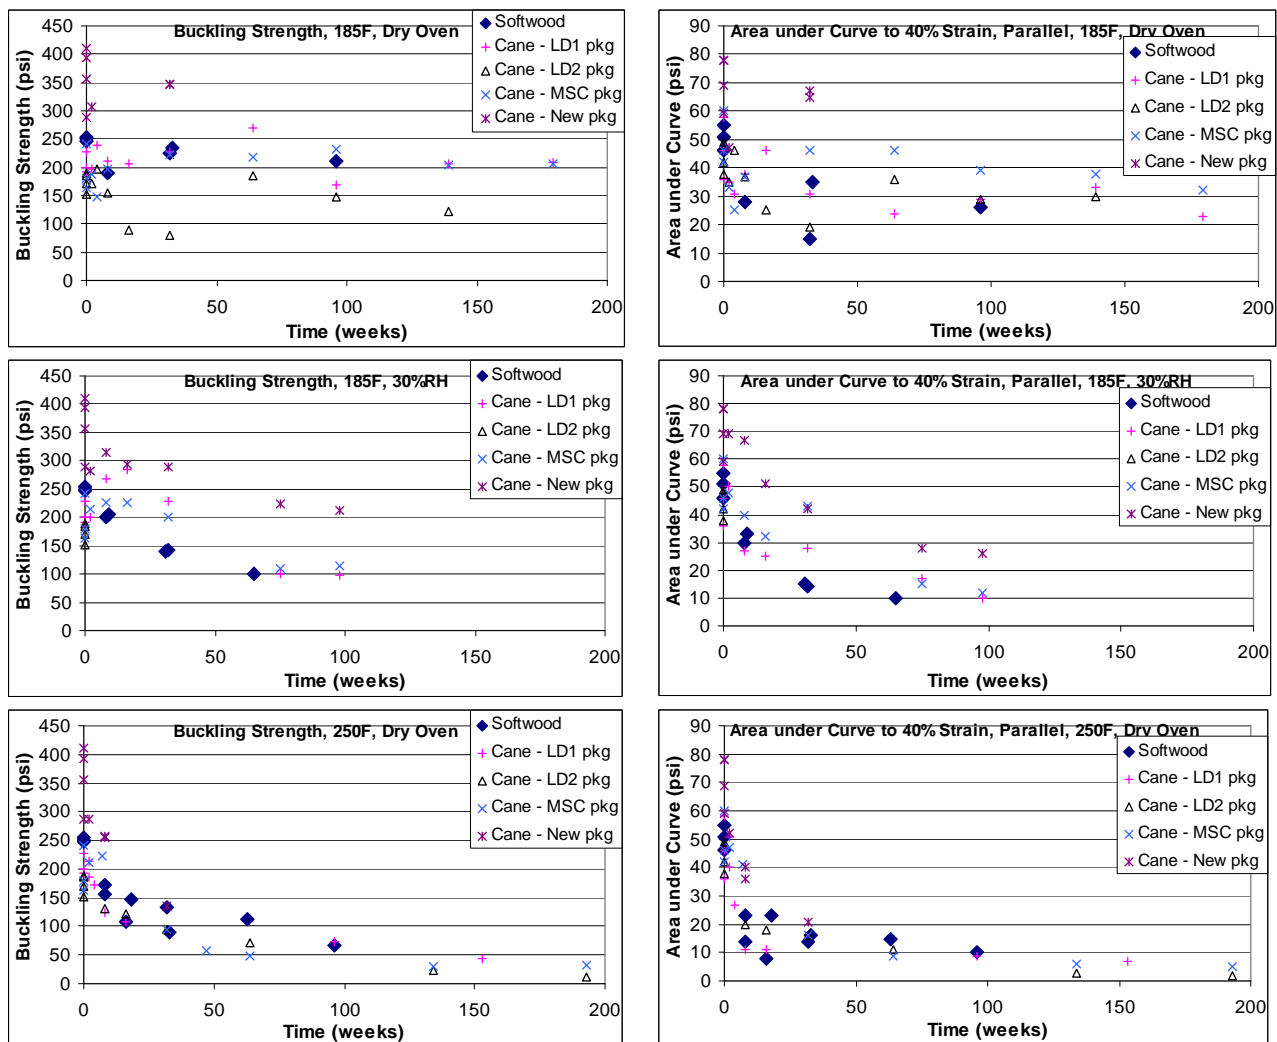 Buckling Strength, 185F, Dry Oven
Buckling Strength (psi)
450
400
350
300
250
200
150
100
50
0
0 50 100 150 200
Time (weeks)
Softwood
Cane - LD1 pkg
Cane - LD2 pkg
Cane - MSC pkg
Cane - New pkg
Area under Curve to 40% Strain, Parallel, 185F, Dry Oven
Area under Curve (psi)
90
80
70
60
50
40
30
20
10
0
0 50 100 150 200
Time (weeks)
Softwood
Cane - LD1 pkg
Cane - LD2 pkg
Cane - MSC pkg
Cane - New pkg
Buckling Strength, 185F, 30%RH
Buckling Strength (psi)
450
400
350
300
250
200
150
100
50
0
0 50 100 150 200
Time (weeks)
Softwood
Cane - LD1 pkg
Cane - LD2 pkg
Cane - MSC pkg
Cane - New pkg
Area under Curve to 40% Strain, Parallel, 185F, 30%RH
Area under Curve (psi)
90
80
70
60
50
40
30
20
10
0
0 50 100 150 200
Time (weeks)
Softwood
Cane - LD1 pkg
Cane - LD2 pkg
Cane - MSC pkg
Cane - New pkg
Buckling Strength, 250F, Dry Oven
Buckling Strength (psi)
450
400
350
300
250
200
150
100
50
0
0 50 100 150 200
Time (weeks)
Softwood
Cane - LD1 pkg
Cane - LD2 pkg
Cane - MSC pkg
Cane - New pkg
Area under Curve to 40% Strain, Parallel, 250F, Dry Oven
Area under Curve (psi)
90
80
70
60
50
40
30
20
10
0
0 50 100 150 200
Time (weeks)
Softwood
Cane - LD1 pkg
Cane - LD2 pkg
Cane - MSC pkg
Cane - New pkg